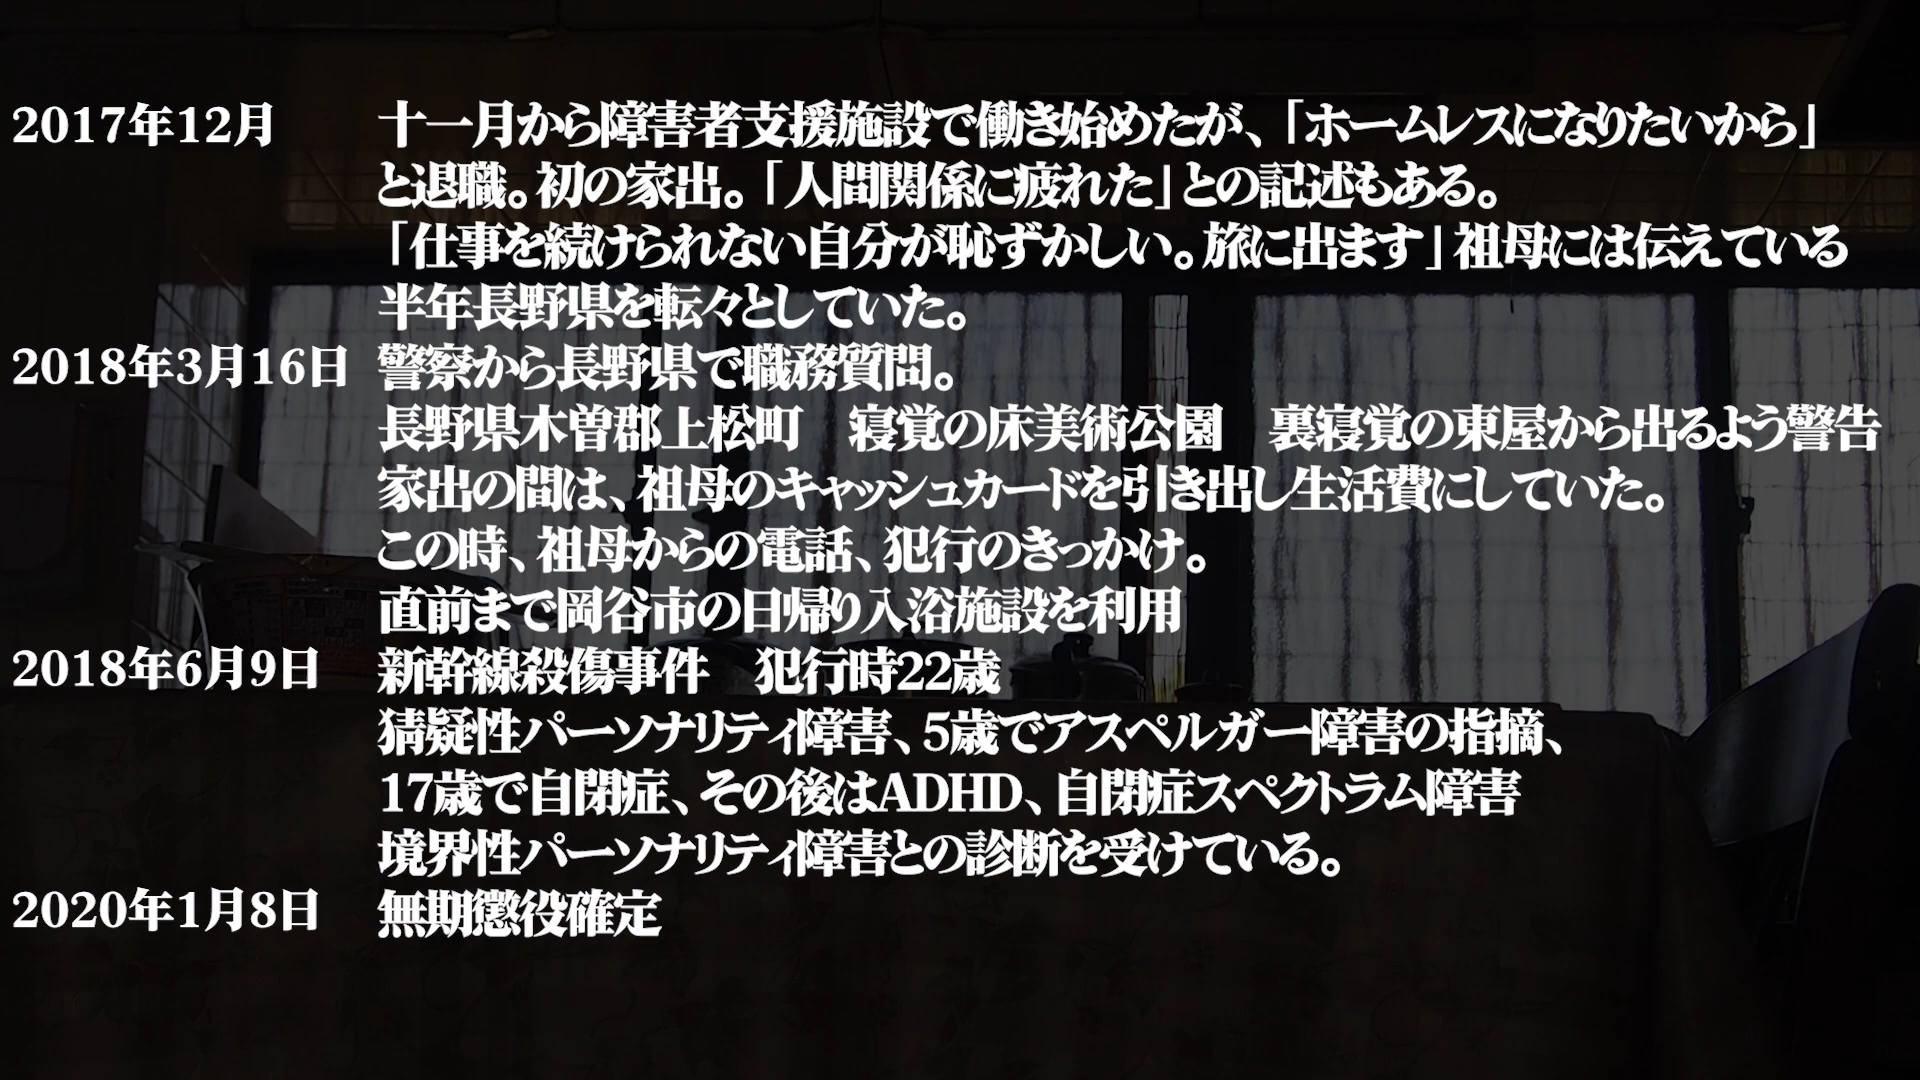 2017年12月 十一月から障害者支援施設で働き始めたが、「ホームレスになりたいから」
と退職。初の家出。「人間関係に疲れた」との記述もある。
「仕事を続けられない自分が恥ずかしい。旅に出ます」祖母には伝えている
半年長野県を転々としていた。
2018年3月16日 警察から長野県で職務質問。
長野県木曽郡上松町 寝覚の床美術公園 裏寝覚の東屋から出るよう警告
家出の間は、祖母のキャッシュカードを引き出し生活費にしていた。
この時、祖母からの電話、犯行のきっかけ。
直前まで岡谷市の日帰り入浴施設を利用
2018年6月9日 新幹線殺傷事件 犯行時22歳
猜疑性パーソナリティ障害、5歳でアスペルガー障害の指摘、
17歳で自閉症、その後はADHD、自閉症スペクトラム障害
境界性パーソナリティ障害との診断を受けている。
2020年1月8日 無期懲役確定